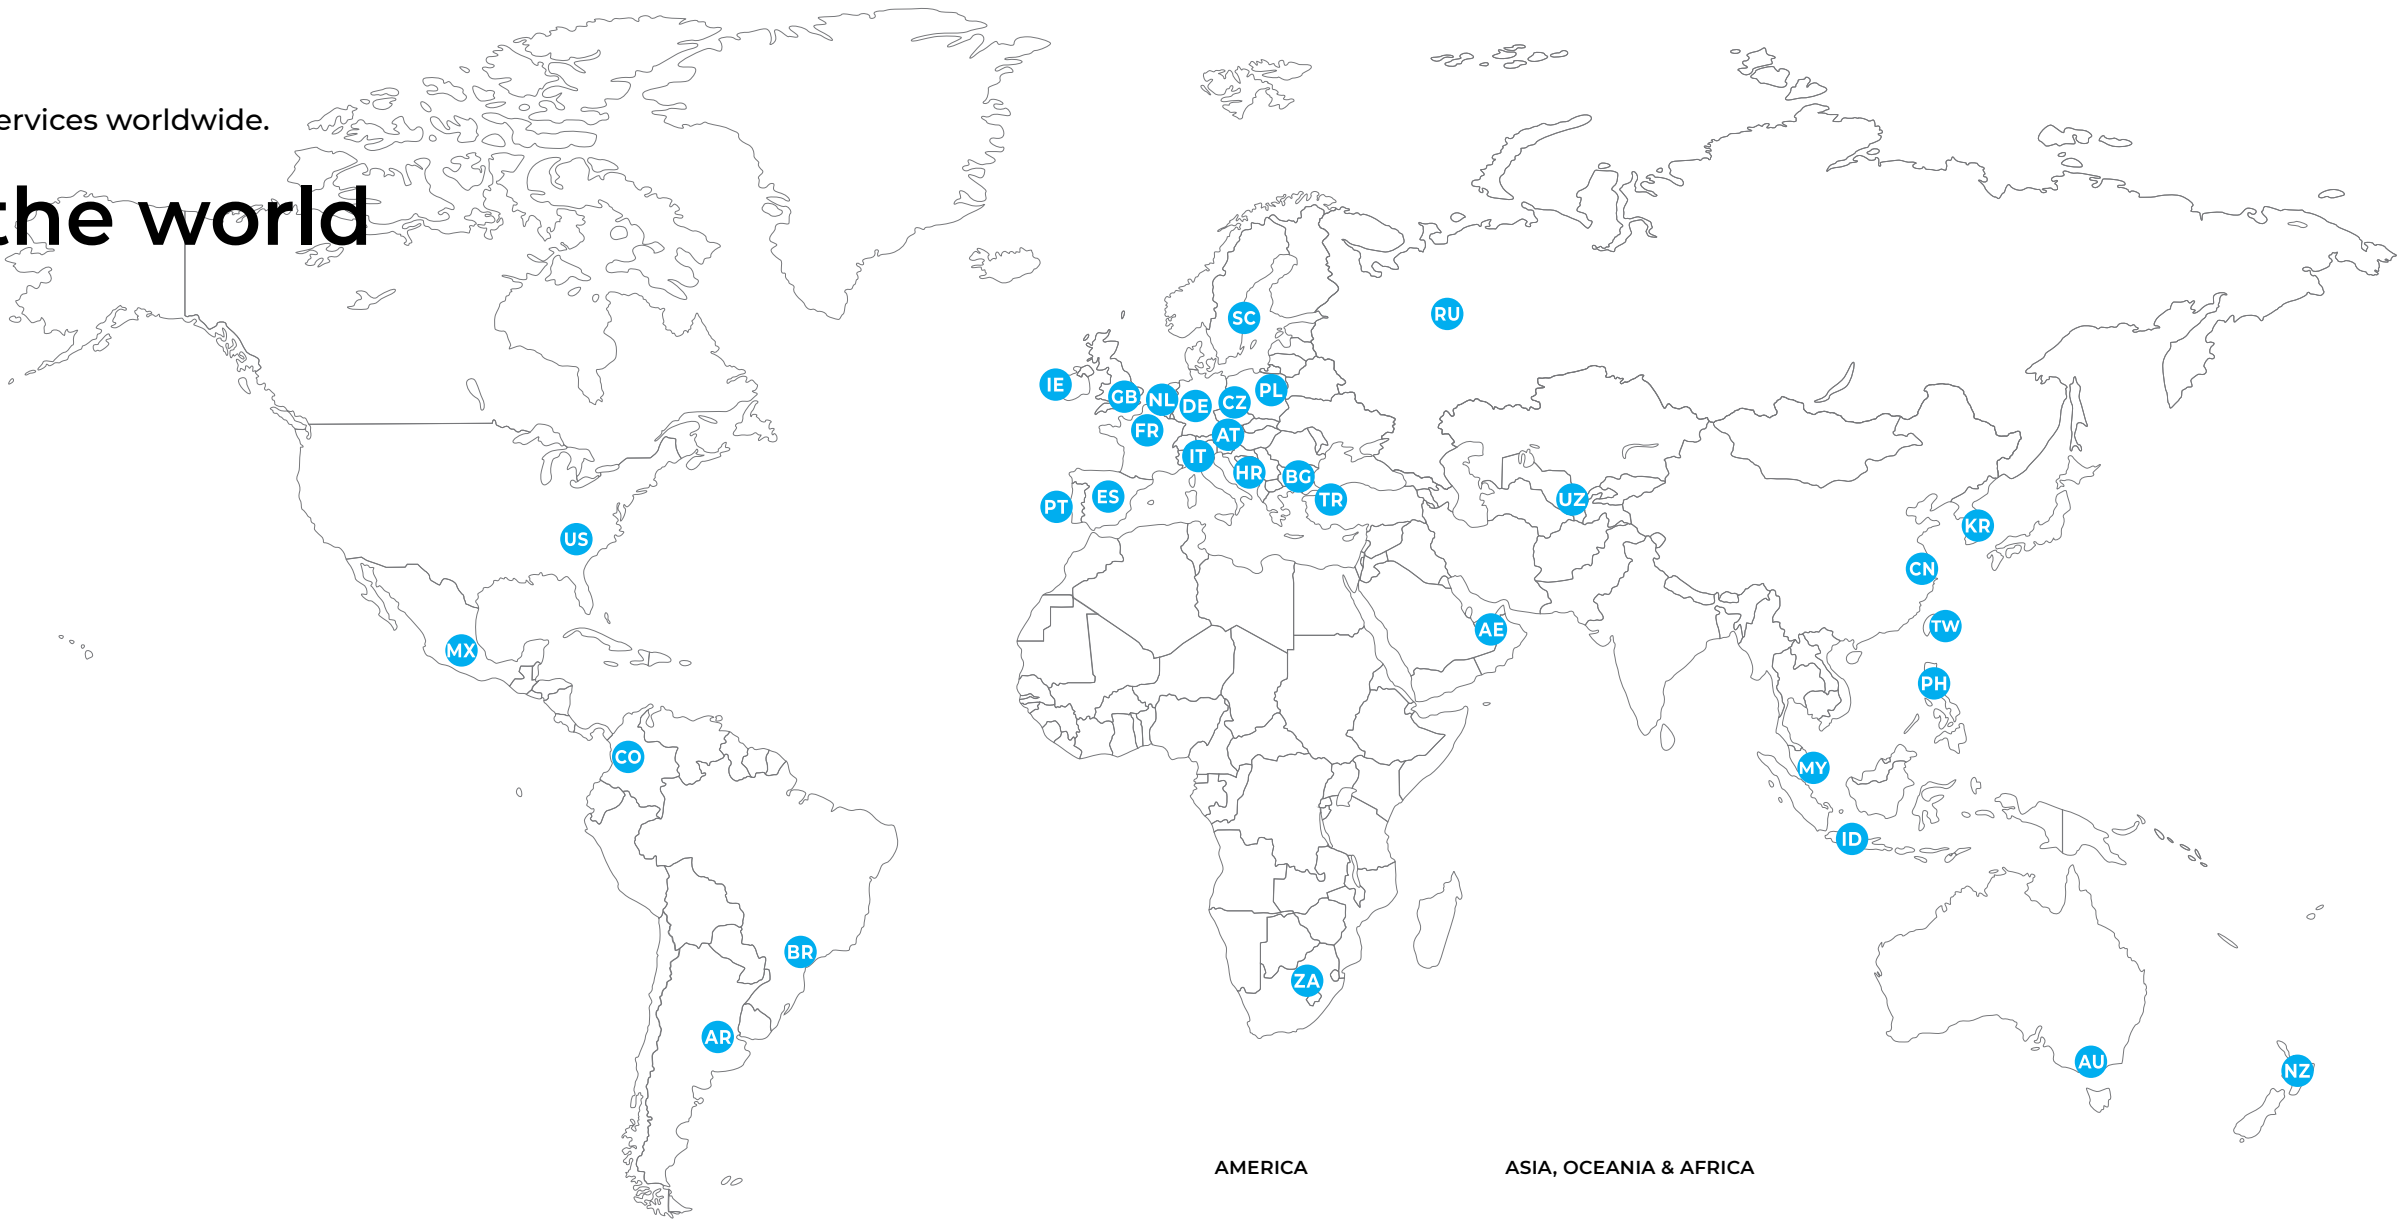 ervices worldwide.
the world
SC
RU
IE
GB
NL
DE
CZ
PL
FR
AT
IT
HR
BG
PT
ES
TR
UZ
US
KR
CN
MX
AE
TW
PH
CO
MY
ID
BR
ZA
AR
AU
NZ
AMERICA
ASIA, OCEANIA & AFRICA